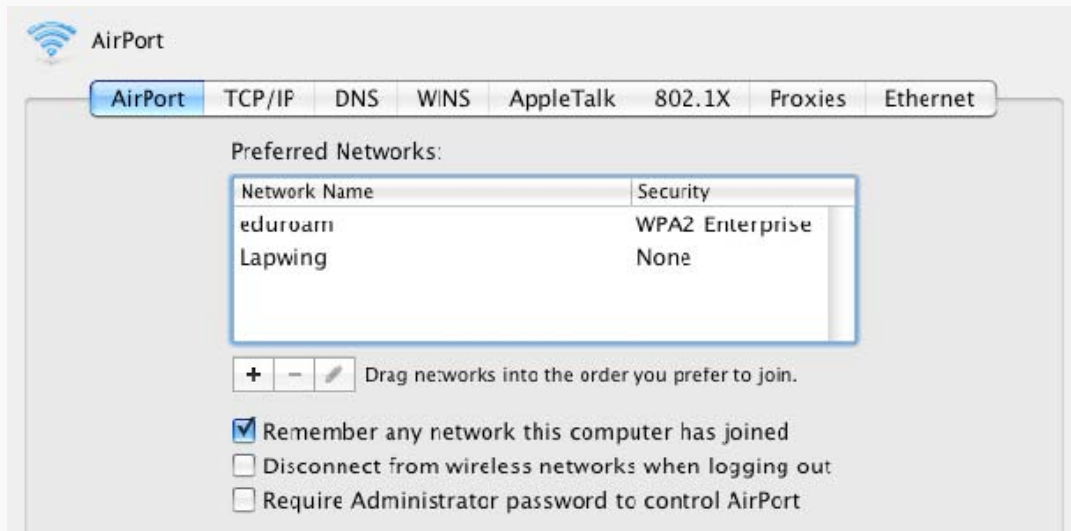 AirPort
AirPort TCP/IP DNS WINS AppleTalk 802.1X Proxies Ethernet
Preferred Networks:
Network Name Security
eduroam WPA2 Enterprise
Lapwing None
+ − Drag networks into the order you prefer to join.
Remember any network this computer has joined
Disconnect from wireless networks when logging out
Require Administrator password to control AirPort